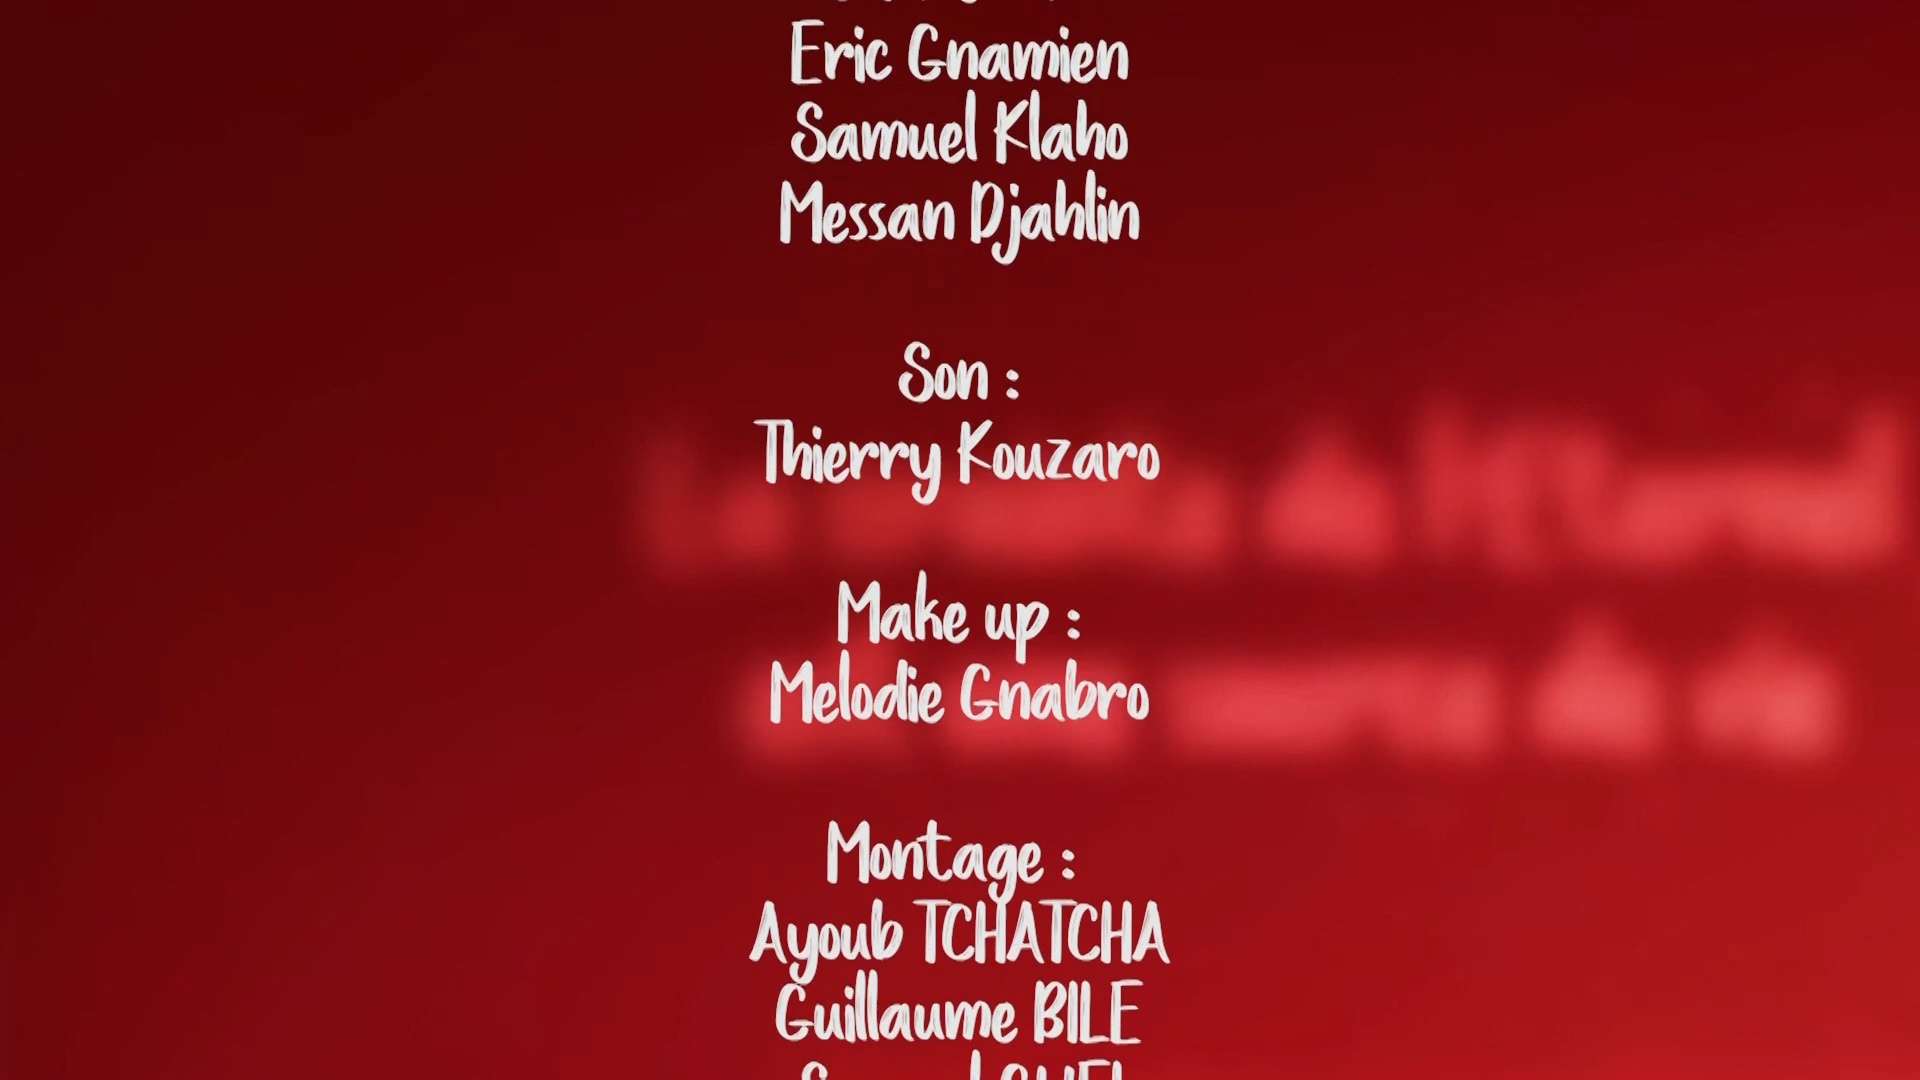 Eric Gnamien
Samuel Klaho
Messan Djahlin
Son :
Thierry Kouzaro
Make up :
Melodie Gnabro
Montage :
Ayoub TCHATCHA
Guillaume BILE